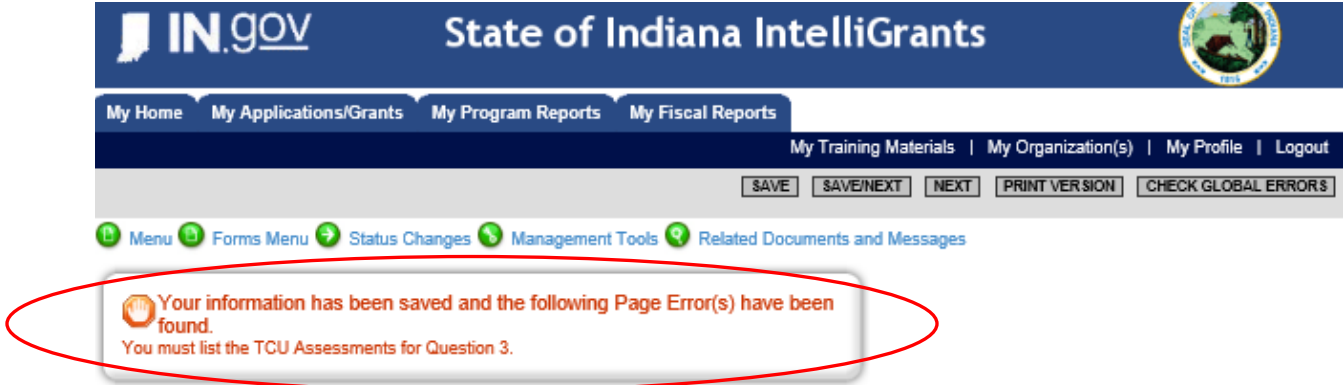 IN.gov State of Indiana IntelliGrants
My Home My Applications/Grants My Program Reports My Fiscal Reports
My Training Materials | My Organization(s) | My Profile | Logout
SAVE SAVE/NEXT NEXT PRINT VERSION CHECK GLOBAL ERRORS
Menu Forms Menu Status Changes Management Tools Related Documents and Messages
Your information has been saved and the following Page Error(s) have been
found.
You must list the TCU Assessments for Question 3.